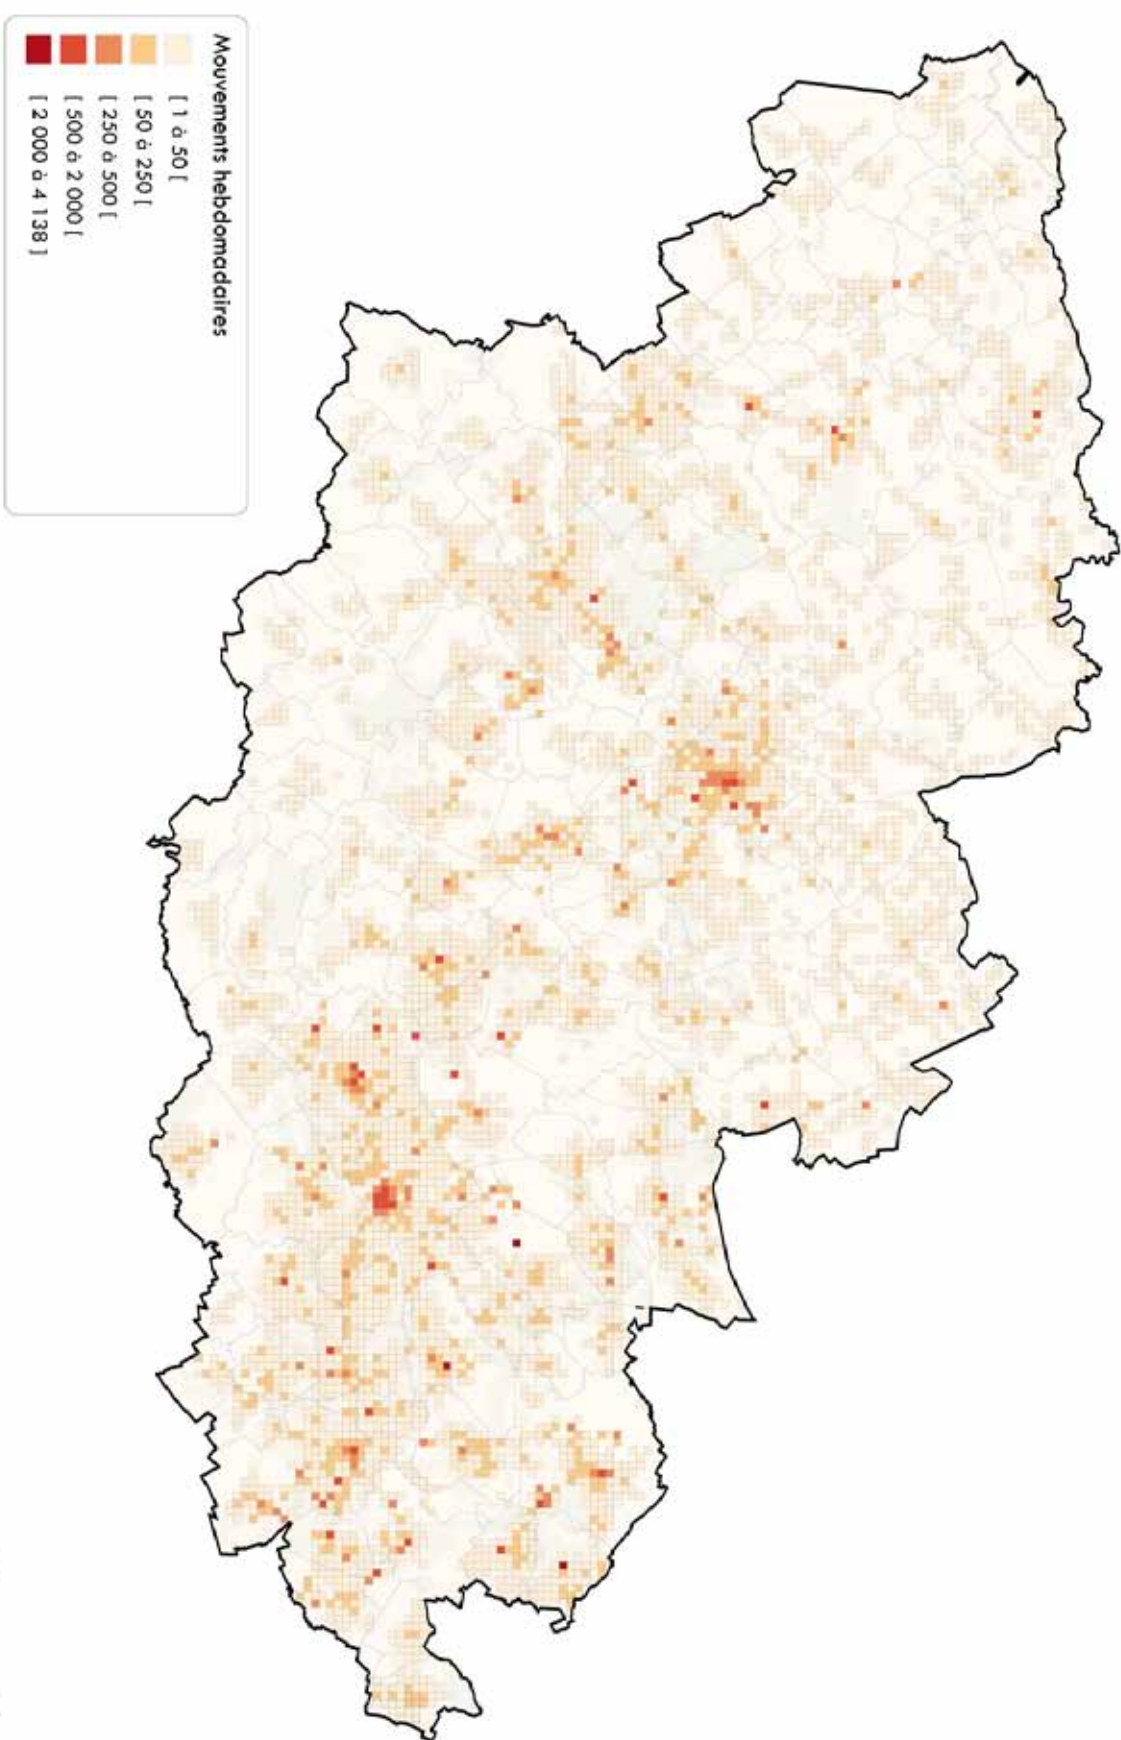 Mouvements hebdomadaires
[ 1 à 50 [
[ 50 à 250 [
[ 250 à 500 [
[ 500 à 2 000 [
[ 2 000 à 4 138 ]